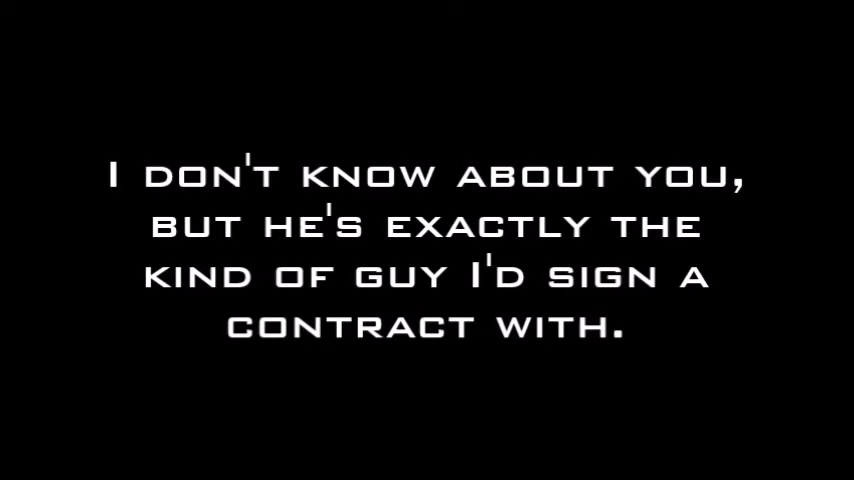 I DON'T KNOW ABOUT YOU,
BUT HE'S EXACTLY THE
KIND OF GUY I'D SIGN A
CONTRACT WITH.